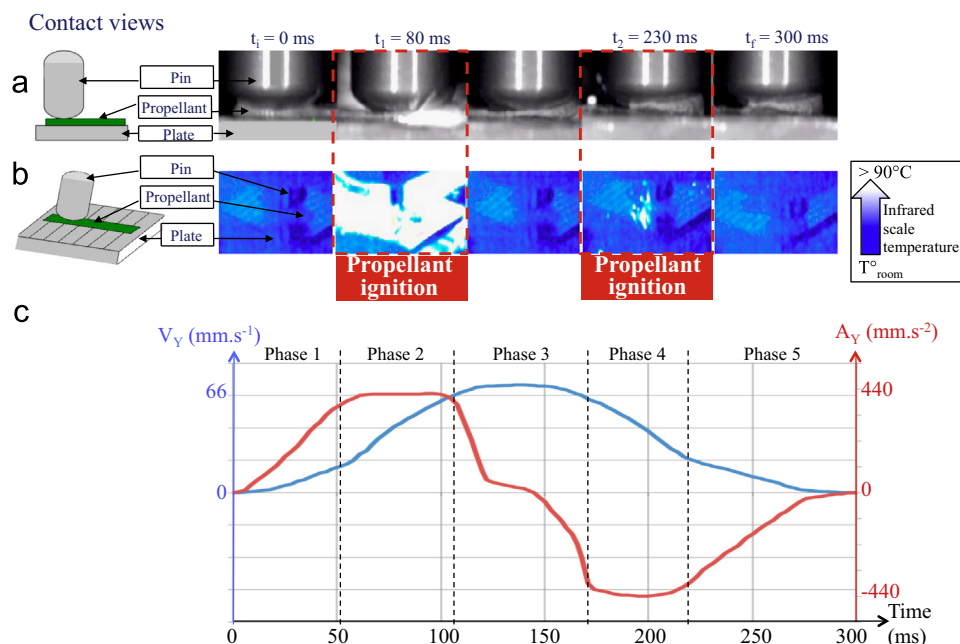 Contact views
t_i = 0 ms
t_1 = 80 ms
t_2 = 230 ms
t_f = 300 ms
a
Pin
Propellant
Plate
b
Pin
Propellant
Plate
> 90°C
Infrared
scale
temperature
T°room
Propellant
ignition
Propellant
ignition
c
V_Y (mm.s⁻¹)
A_Y (mm.s⁻²)
Phase 1
Phase 2
Phase 3
Phase 4
Phase 5
66
0
440
0
-440
0
50
100
150
200
250
300
Time
(ms)